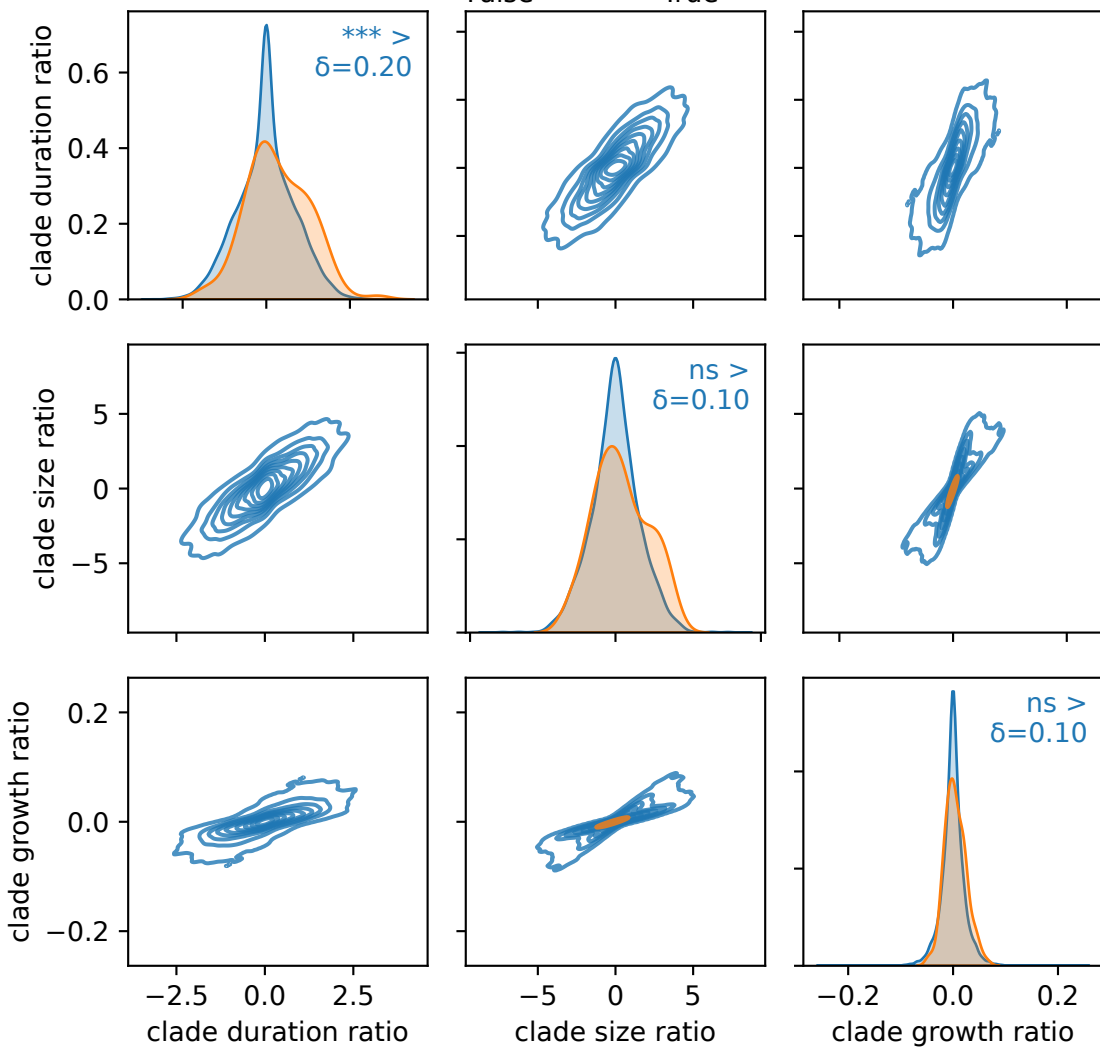 True
clade duration ratio
0.6
0.4
0.2
0.0
*** >
δ=0.20
clade size ratio
5
0
−5
ns >
δ=0.10
clade growth ratio
0.2
0.0
−0.2
ns >
δ=0.10
−2.5 0.0 2.5
−5 0 5
−0.2 0.0 0.2
clade duration ratio
clade size ratio
clade growth ratio